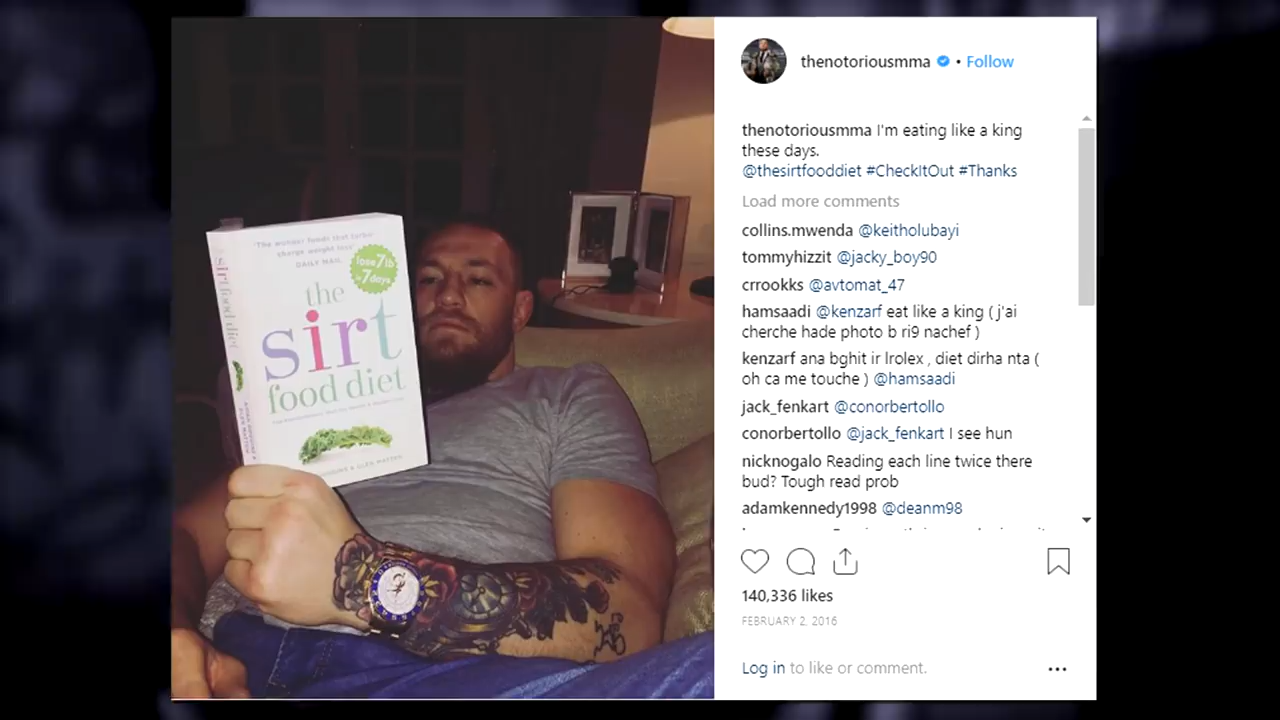 'The wonder foods that turbo-
charge weight loss'
DAILY MAIL
lose 7 lb
in 7 days
the
sirt
food diet
thenotoriousmma • Follow
thenotoriousmma I'm eating like a king
these days.
@thesirtfooddiet #CheckItOut #Thanks
Load more comments
collins.mwenda @keitholubayi
tommyhizzit @jacky_boy90
crrookks @avtomat_47
hamsaadi @kenzarf eat like a king ( j'ai
cherche hade photo b ri9 nachef )
kenzarf ana bghit ir lrolex , diet dirha nta (
oh ca me touche ) @hamsaadi
jack_fenkart @conorbertollo
conorbertollo @jack_fenkart I see hun
nicknogalo Reading each line twice there
bud? Tough read prob
adamkennedy1998 @deanm98
140,336 likes
FEBRUARY 2, 2016
Log in to like or comment.